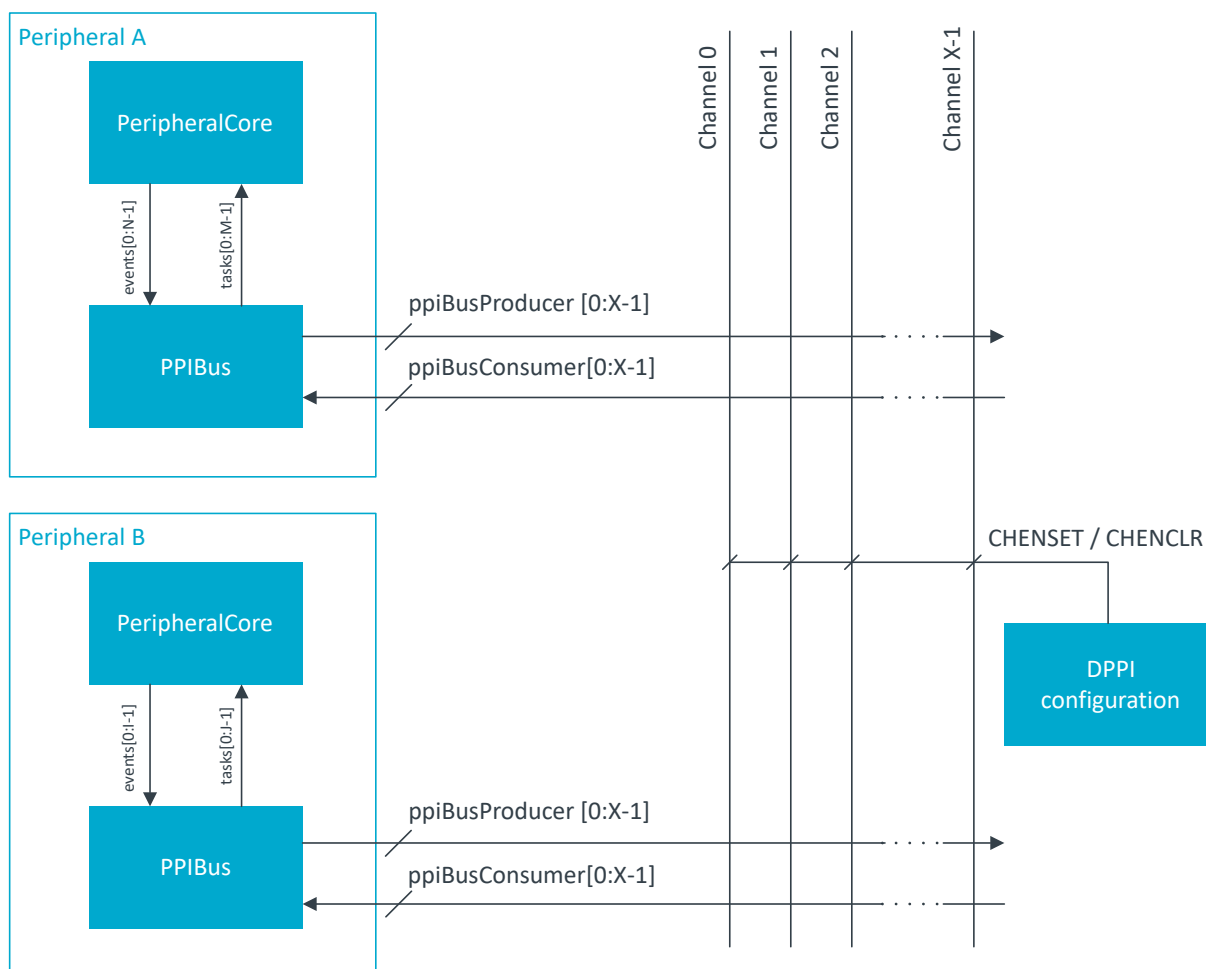 Peripheral A
PeripheralCore
events[0:N-1]
tasks[0:M-1]
PPIBus
ppiBusProducer [0:X-1]
ppiBusConsumer[0:X-1]
Channel 0
Channel 1
Channel 2
Channel X-1
Peripheral B
PeripheralCore
events[0:I-1]
tasks[0:J-1]
PPIBus
ppiBusProducer [0:X-1]
ppiBusConsumer[0:X-1]
CHENSET / CHENCLR
DPPI
configuration